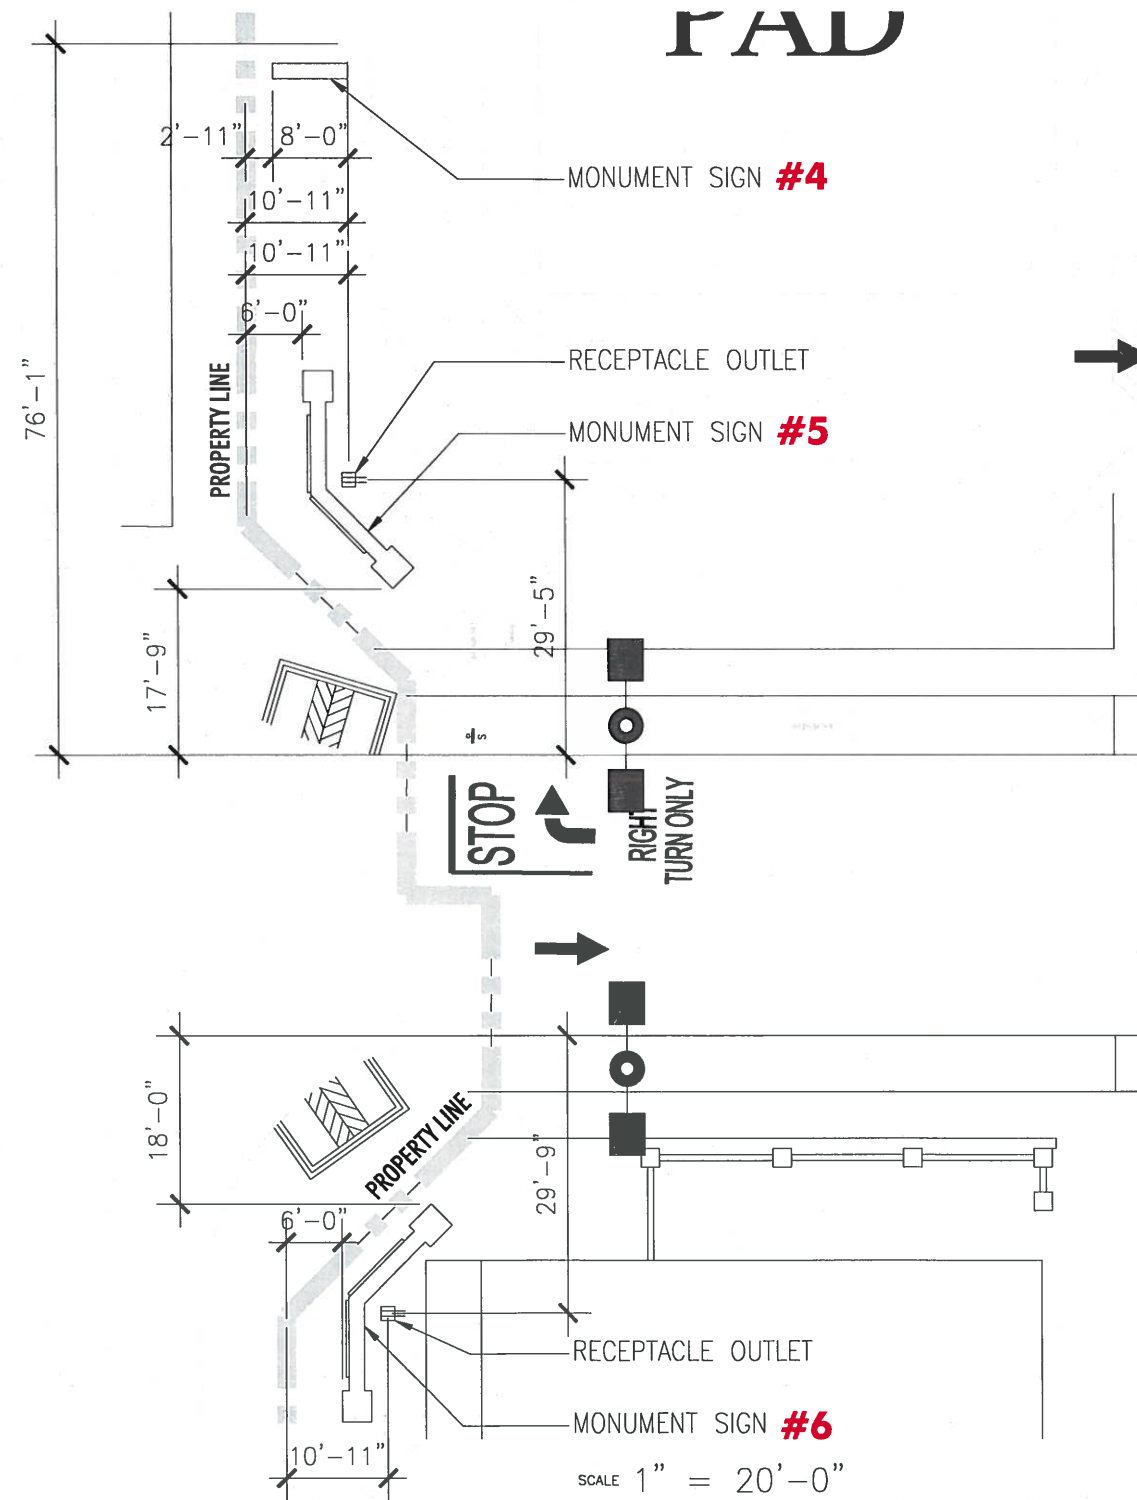 PAD
2'-11"
8'-0"
MONUMENT SIGN #4
10'-11"
10'-11"
6'-0"
76'-1"
PROPERTY LINE
RECEPTACLE OUTLET
MONUMENT SIGN #5
29'-5"
17'-9"
STOP
RIGHT
TURN ONLY
18'-0"
PROPERTY LINE
29'-9"
6'-0"
RECEPTACLE OUTLET
MONUMENT SIGN #6
10'-11"
SCALE 1" = 20'-0"